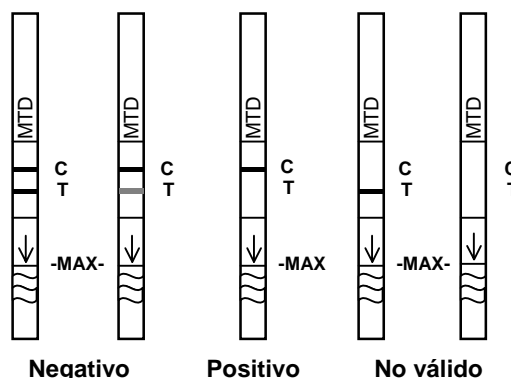 MTD MTD MTD MTD MTD
C C C C C
T T T T T
-MAX- -MAX -MAX-
Negativo Positivo No válido